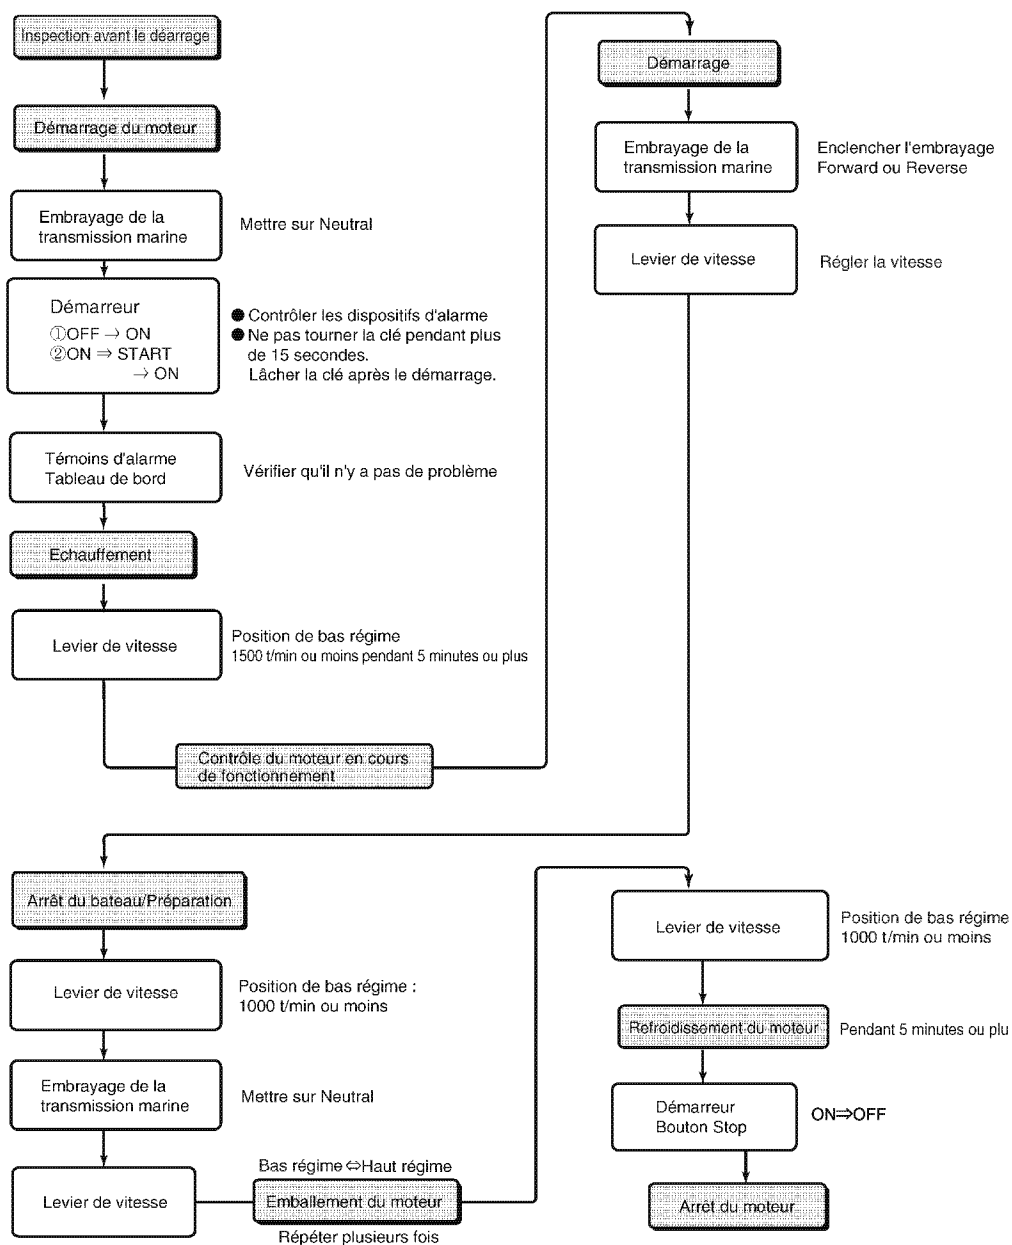 Inspection avant le déarrage
Démarrage du moteur
Embrayage de la
transmission marine
Mettre sur Neutral
Démarreur
①OFF → ON
②ON ⇒ START
→ ON
● Contrôler les dispositifs d'alarme
● Ne pas tourner la clé pendant plus
de 15 secondes.
Lâcher la clé après le démarrage.
Témoins d'alarme
Tableau de bord
Vérifier qu'il n'y a pas de problème
Echauffement
Levier de vitesse
Position de bas régime
1500 t/min ou moins pendant 5 minutes ou plus
Contrôle du moteur en cours
de fonctionnement
Démarrage
Embrayage de la
transmission marine
Enclencher l'embrayage
Forward ou Reverse
Levier de vitesse
Régler la vitesse
Arrêt du bateau/Préparation
Levier de vitesse
Position de bas régime :
1000 t/min ou moins
Embrayage de la
transmission marine
Mettre sur Neutral
Levier de vitesse
Bas régime ⇔Haut régime
Emballement du moteur
Répéter plusieurs fois
Levier de vitesse
Position de bas régime
1000 t/min ou moins
Refroidissement du moteur
Pendant 5 minutes ou plu
Démarreur
Bouton Stop
ON⇒OFF
Arrêt du moteur